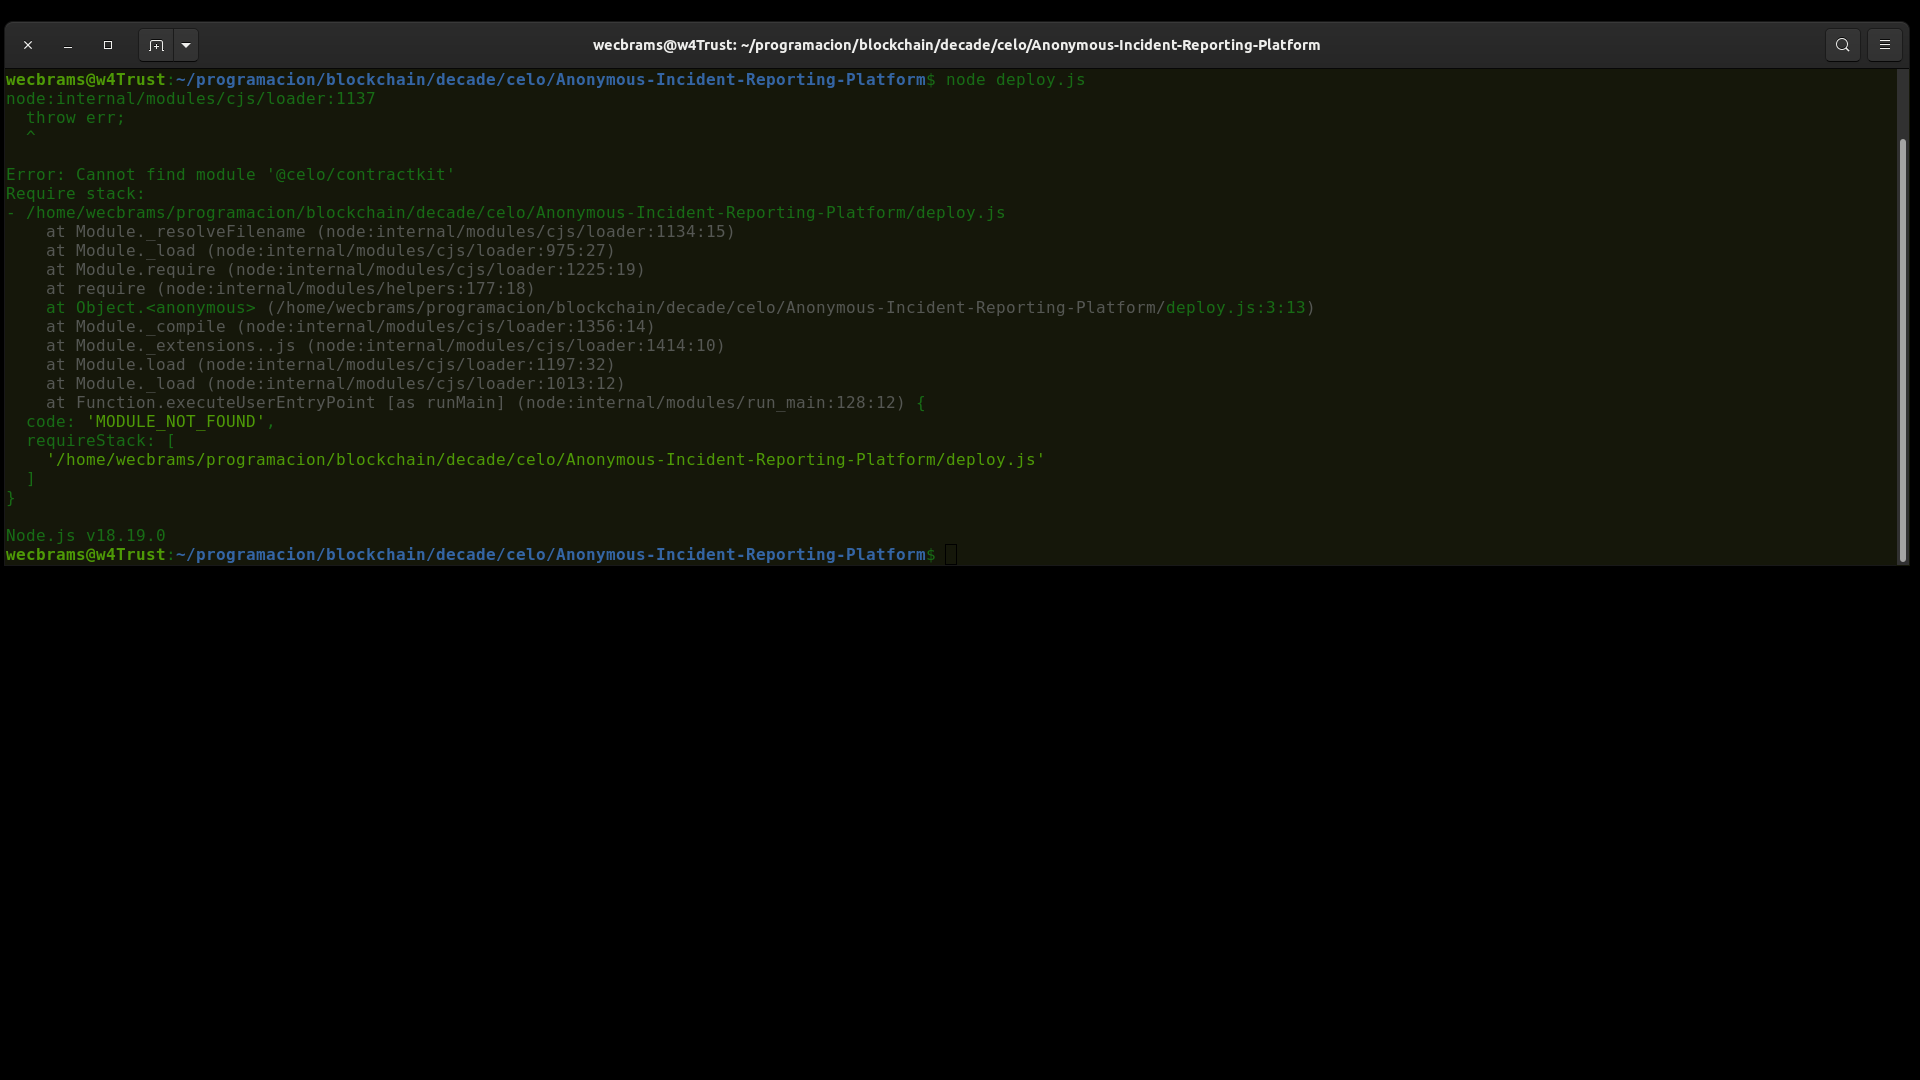 wecbrams@w4Trust: ~/programacion/blockchain/decade/celo/Anonymous-Incident-Reporting-Platform
wecbrams@w4Trust:~/programacion/blockchain/decade/celo/Anonymous-Incident-Reporting-Platform$ node deploy.js
node:internal/modules/cjs/loader:1137
  throw err;
  ^

Error: Cannot find module '@celo/contractkit'
Require stack:
- /home/wecbrams/programacion/blockchain/decade/celo/Anonymous-Incident-Reporting-Platform/deploy.js
    at Module._resolveFilename (node:internal/modules/cjs/loader:1134:15)
    at Module._load (node:internal/modules/cjs/loader:975:27)
    at Module.require (node:internal/modules/cjs/loader:1225:19)
    at require (node:internal/modules/helpers:177:18)
    at Object.<anonymous> (/home/wecbrams/programacion/blockchain/decade/celo/Anonymous-Incident-Reporting-Platform/deploy.js:3:13)
    at Module._compile (node:internal/modules/cjs/loader:1356:14)
    at Module._extensions..js (node:internal/modules/cjs/loader:1414:10)
    at Module.load (node:internal/modules/cjs/loader:1197:32)
    at Module._load (node:internal/modules/cjs/loader:1013:12)
    at Function.executeUserEntryPoint [as runMain] (node:internal/modules/run_main:128:12) {
  code: 'MODULE_NOT_FOUND',
  requireStack: [
    '/home/wecbrams/programacion/blockchain/decade/celo/Anonymous-Incident-Reporting-Platform/deploy.js'
  ]
}

Node.js v18.19.0
wecbrams@w4Trust:~/programacion/blockchain/decade/celo/Anonymous-Incident-Reporting-Platform$